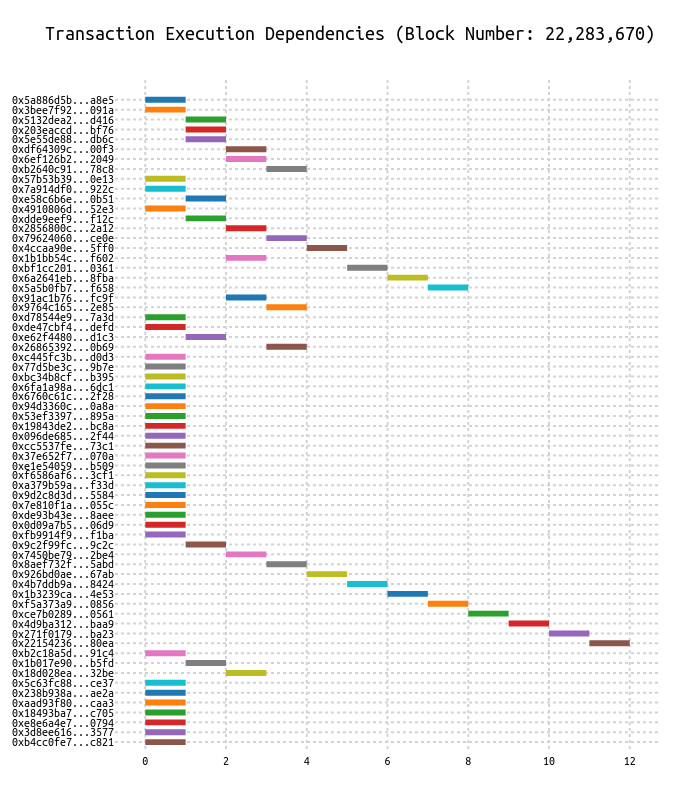 Transaction Execution Dependencies (Block Number: 22,283,670)
0x5a886d5b...a8e5
0x3bee7f92...091a
0x5132dea2...d416
0x203eaccd...bf76
0x5e55de88...db6c
0xdf64309c...00f3
0x6ef126b2...2049
0xb2640c91...78c8
0x57b53b39...0e13
0x7a914df0...922c
0xe58c6b6e...0b51
0x4910806d...52e3
0xdde9eef9...f12c
0x2856800c...2a12
0x79624060...ce0e
0x4ccaa90e...5ff0
0x1b1bb54c...f602
0xbf1cc201...0361
0x6a2641eb...8fba
0x5a5b0fb7...f658
0x91ac1b76...fc9f
0x9764c165...2e85
0xd78544e9...7a3d
0xde47cbf4...defd
0xe62f4480...d1c3
0x26865392...0b69
0xc445fc3b...d0d3
0x77d5be3c...9b7e
0xbc34b8cf...b395
0x6fa1a98a...6dc1
0x6760c61c...2f28
0x94d3360c...0a8a
0x53ef3397...895a
0x19843de2...bc8a
0x096de685...2f44
0xcc5537fe...73c1
0x37e652f7...070a
0xe1e54059...b509
0xf6586af6...3cf1
0xa379b59a...f33d
0x9d2c8d3d...5584
0x7e810f1a...055c
0xde93b43e...8aee
0x0d09a7b5...06d9
0xfb9914f9...f1ba
0x9c2f99fc...9c2c
0x7450be79...2be4
0x8aef732f...5abd
0x926bd0ae...67ab
0x4b7ddb9a...8424
0x1b3239ca...4e53
0xf5a373a9...0856
0xce7b0289...0561
0x4d9ba312...baa9
0x271f0179...ba23
0x22154236...80ea
0xb2c18a5d...91c4
0x1b017e90...b5fd
0x18d028ea...32be
0x5c63fc88...ce37
0x238b938a...ae2a
0xaad93f80...caa3
0x18493ba7...c705
0xe8e6a4e7...0794
0x3d8ee616...3577
0xb4cc0fe7...c821
0 2 4 6 8 10 12